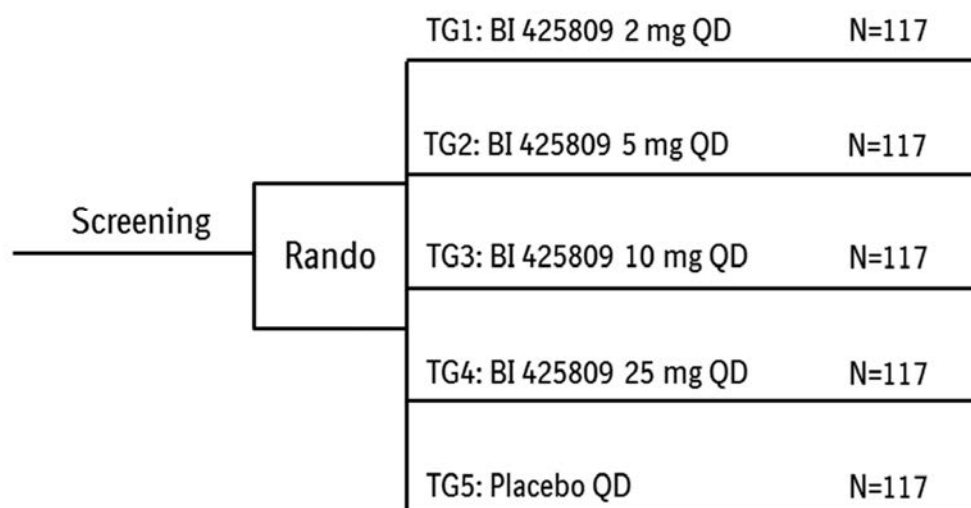 TG1: BI 425809 2 mg QD N=117
TG2: BI 425809 5 mg QD N=117
Screening
Rando
TG3: BI 425809 10 mg QD N=117
TG4: BI 425809 25 mg QD N=117
TG5: Placebo QD N=117